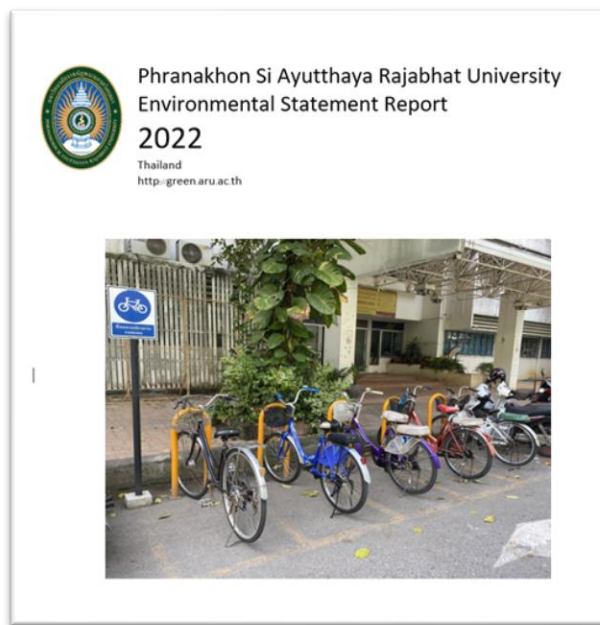 Phranakhon Si Ayutthaya Rajabhat University
Environmental Statement Report
2022
Thailand
http://green.aru.ac.th